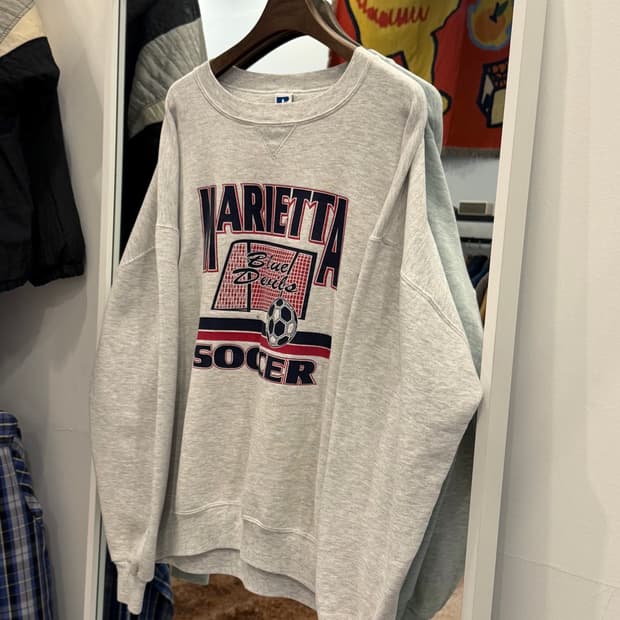 MARIETTA
Blue
Devils
SOCCER